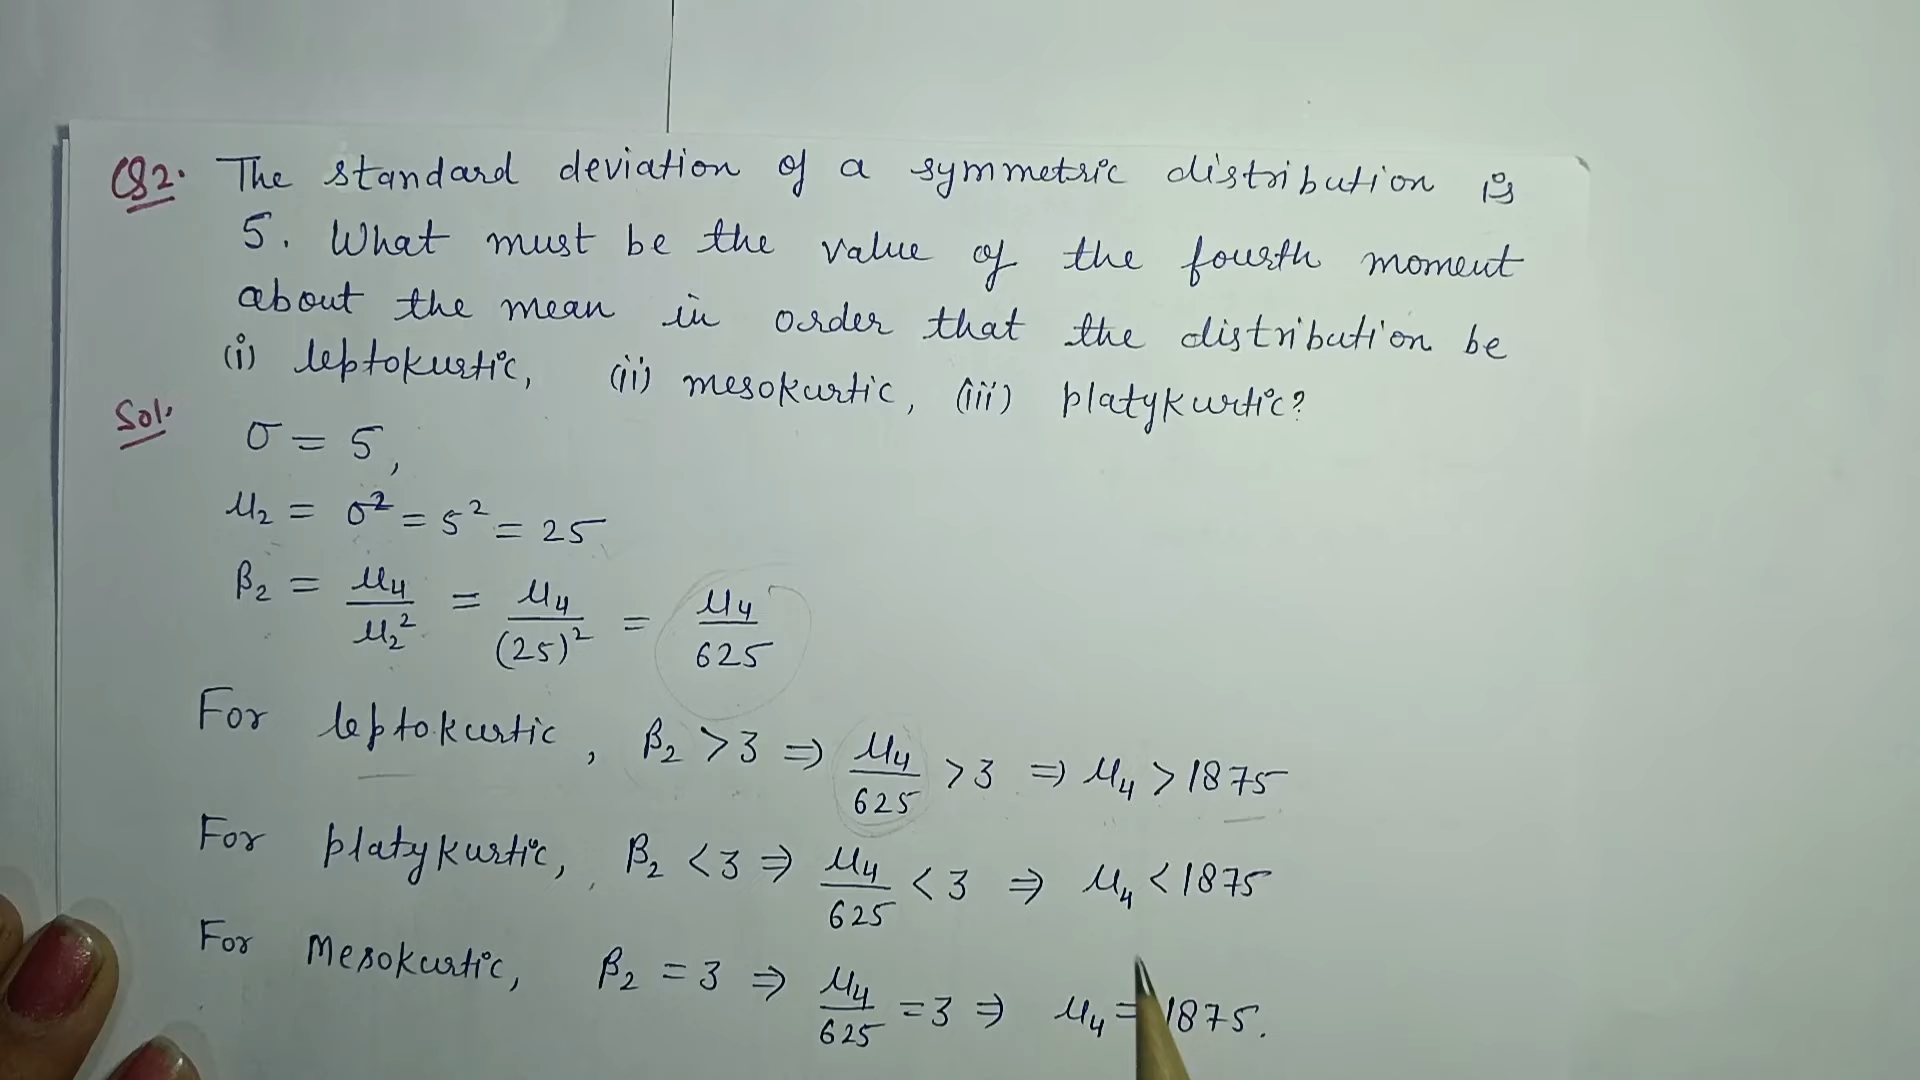 Q2. The standard deviation of a symmetric distribution is
5. What must be the value of the fourth moment
about the mean in order that the distribution be
(i) leptokurtic, (ii) mesokurtic, (iii) platykurtic?
Sol.
σ = 5,
μ₂ = σ² = 5² = 25
β₂ = μ₄/μ₂² = μ₄/(25)² = μ₄/625
For leptokurtic, β₂ > 3 ⇒ μ₄/625 > 3 ⇒ μ₄ > 1875
For platykurtic, β₂ < 3 ⇒ μ₄/625 < 3 ⇒ μ₄ < 1875
For Mesokurtic, β₂ = 3 ⇒ μ₄/625 = 3 ⇒ μ₄ = 1875.